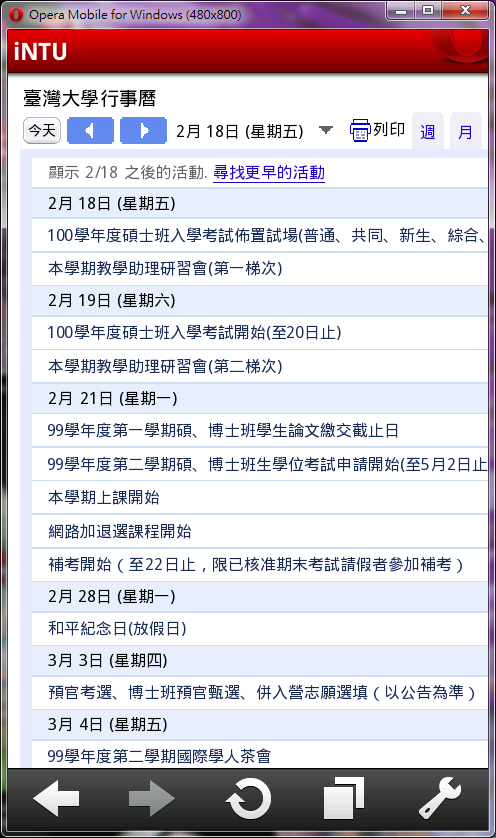 Opera Mobile for Windows (480x800)
iNTU
臺灣大學行事曆
今天 2月 18日 (星期五) 列印 週 月
顯示 2/18 之後的活動. 尋找更早的活動
2月 18日 (星期五)
100學年度碩士班入學考試佈置試場(普通、共同、新生、綜合、
本學期教學助理研習會(第一梯次)
2月 19日 (星期六)
100學年度碩士班入學考試開始(至20日止)
本學期教學助理研習會(第二梯次)
2月 21日 (星期一)
99學年度第一學期碩、博士班學生論文繳交截止日
99學年度第二學期碩、博士班生學位考試申請開始(至5月2日止
本學期上課開始
網路加退選課程開始
補考開始（至22日止，限已核准期末考試請假者參加補考）
2月 28日 (星期一)
和平紀念日(放假日)
3月 3日 (星期四)
預官考選、博士班預官甄選、併入營志願選填（以公告為準）
3月 4日 (星期五)
99學年度第二學期國際學人茶會